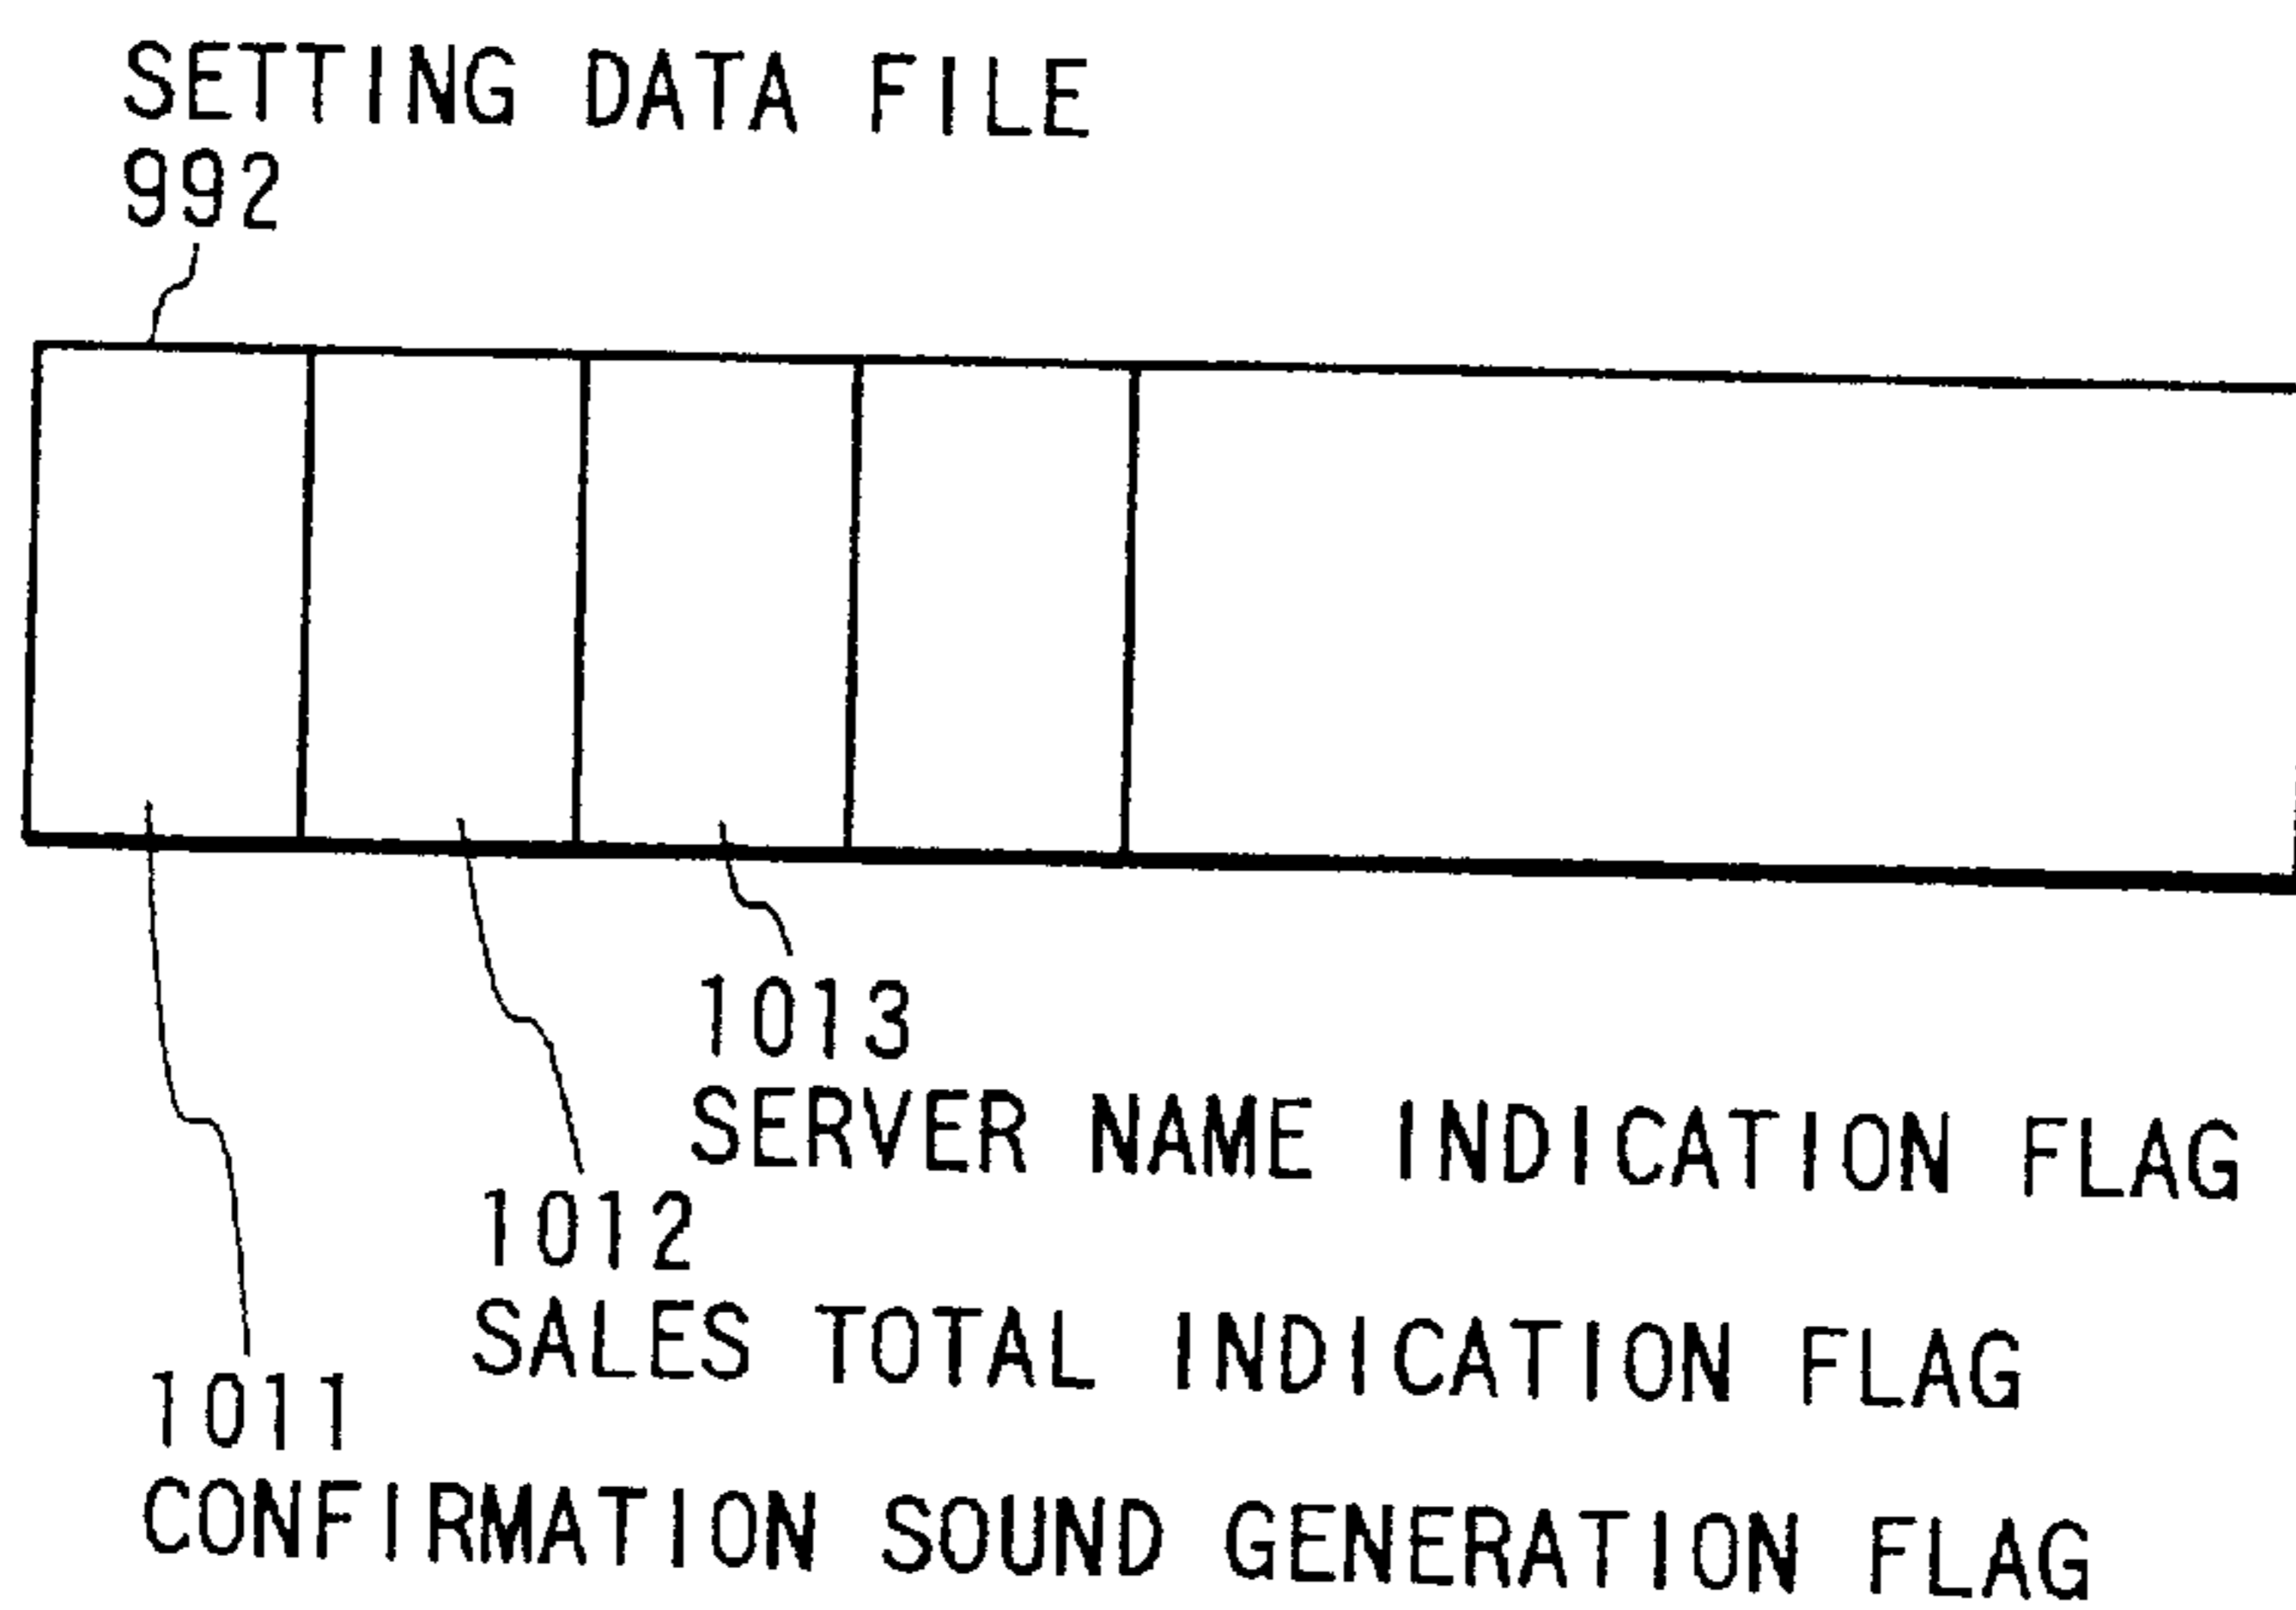 SETTING DATA FILE
992
1013
SERVER NAME INDICATION FLAG
1012
SALES TOTAL INDICATION FLAG
1011
CONFIRMATION SOUND GENERATION FLAG